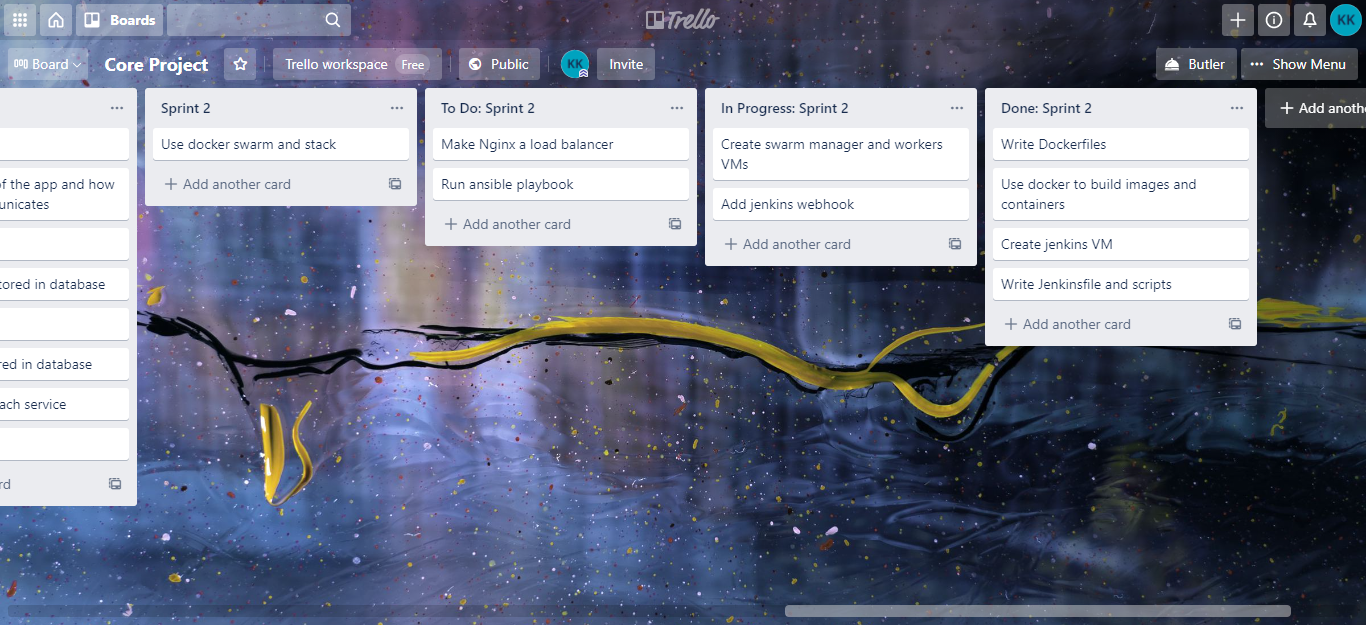 Boards
Trello
KK
Board
Core Project
Trello workspace Free
Public
KK
Invite
Butler
Show Menu
of the app and how
unicates
tored in database
red in database
ach service
rd
Sprint 2
Use docker swarm and stack
Add another card
To Do: Sprint 2
Make Nginx a load balancer
Run ansible playbook
Add another card
In Progress: Sprint 2
Create swarm manager and workers
VMs
Add jenkins webhook
Add another card
Done: Sprint 2
Write Dockerfiles
Use docker to build images and
containers
Create jenkins VM
Write Jenkinsfile and scripts
Add another card
Add anothe